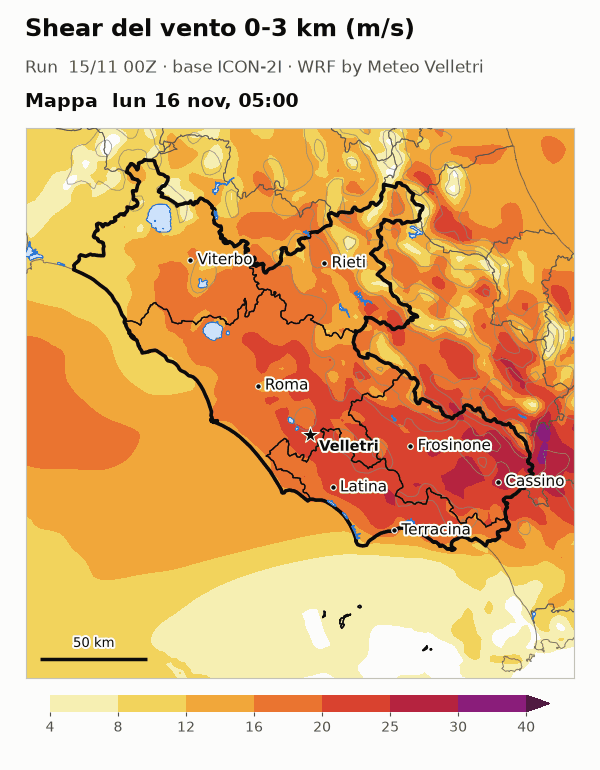 Shear del vento 0-3 km (m/s)
Run  15/11 00Z · base ICON-2I · WRF by Meteo Velletri
Mappa  lun 16 nov, 05:00
Viterbo
Rieti
Roma
Velletri
Frosinone
Latina
Cassino
Terracina
50 km
4 8 12 16 20 25 30 40